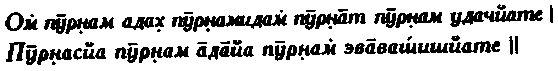 Ом̇ пӯрн̣ам адах̣ пӯрн̣амидам̇ пӯрн̣а̄т пӯрн̣ам удачйате |
Пӯрн̣асйа пӯрн̣ам а̄да̄йа пӯрн̣ам̇ эва̄ваш́ишйате ||